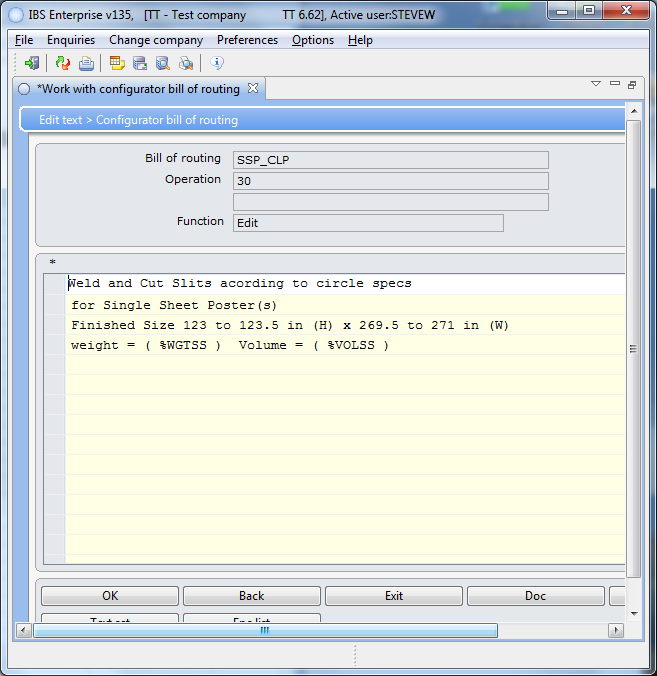 IBS Enterprise v135, [TT - Test company TT 6.62], Active user:STEVEW
File Enquiries Change company Preferences Options Help
*Work with configurator bill of routing
Edit text > Configurator bill of routing
Bill of routing SSP_CLP
Operation 30
Function Edit
*
Weld and Cut Slits acording to circle specs
for Single Sheet Poster(s)
Finished Size 123 to 123.5 in (H) x 269.5 to 271 in (W)
weight = ( %WGTSS ) Volume = ( %VOLSS )
OK Back Exit Doc